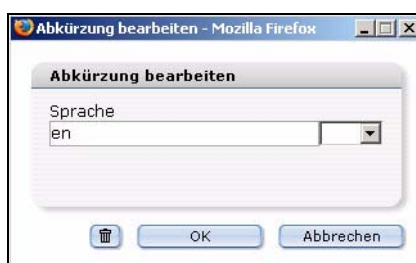 Abkürzung bearbeiten - Mozilla Firefox
Abkürzung bearbeiten
Sprache
en
OK Abbrechen